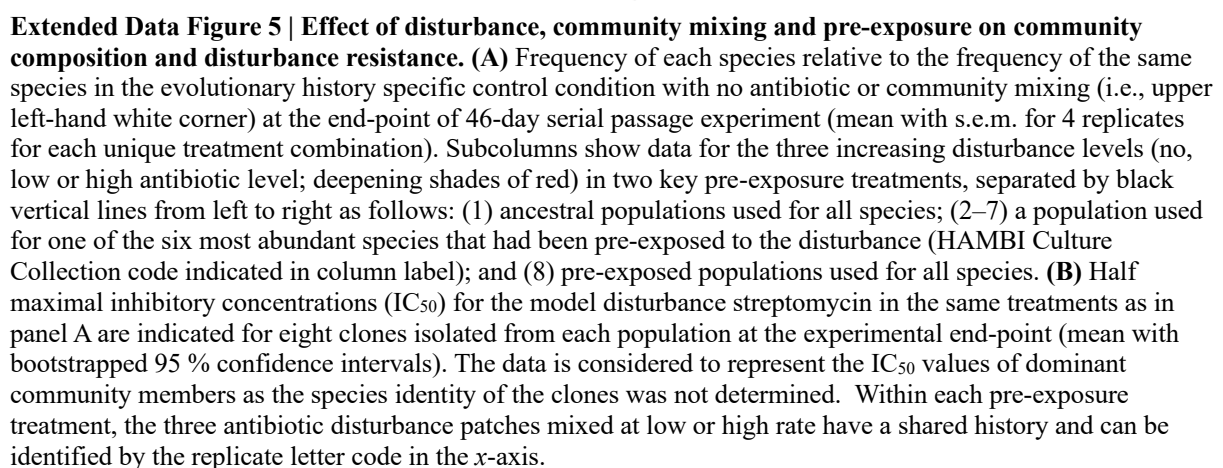 Extended Data Figure 5 | Effect of disturbance, community mixing and pre-exposure on community
composition and disturbance resistance. (A) Frequency of each species relative to the frequency of the same
species in the evolutionary history specific control condition with no antibiotic or community mixing (i.e., upper
left-hand white corner) at the end-point of 46-day serial passage experiment (mean with s.e.m. for 4 replicates
for each unique treatment combination). Subcolumns show data for the three increasing disturbance levels (no,
low or high antibiotic level; deepening shades of red) in two key pre-exposure treatments, separated by black
vertical lines from left to right as follows: (1) ancestral populations used for all species; (2–7) a population used
for one of the six most abundant species that had been pre-exposed to the disturbance (HAMBI Culture
Collection code indicated in column label); and (8) pre-exposed populations used for all species. (B) Half
maximal inhibitory concentrations (IC50) for the model disturbance streptomycin in the same treatments as in
panel A are indicated for eight clones isolated from each population at the experimental end-point (mean with
bootstrapped 95 % confidence intervals). The data is considered to represent the IC50 values of dominant
community members as the species identity of the clones was not determined.  Within each pre-exposure
treatment, the three antibiotic disturbance patches mixed at low or high rate have a shared history and can be
identified by the replicate letter code in the x-axis.